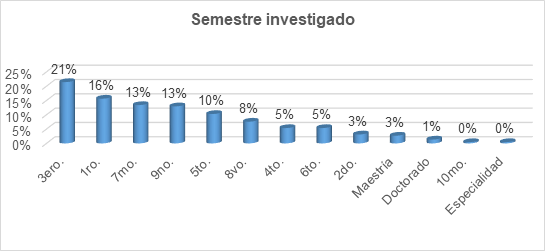 Semestre investigado
25%
20%
15%
10%
5%
0%
21%
16%
13%
13%
10%
8%
5%
5%
3%
3%
1%
0%
0%
3ero.
1ro.
7mo.
9no.
5to.
8vo.
4to.
6to.
2do.
Maestría
Doctorado
10mo.
Especialidad